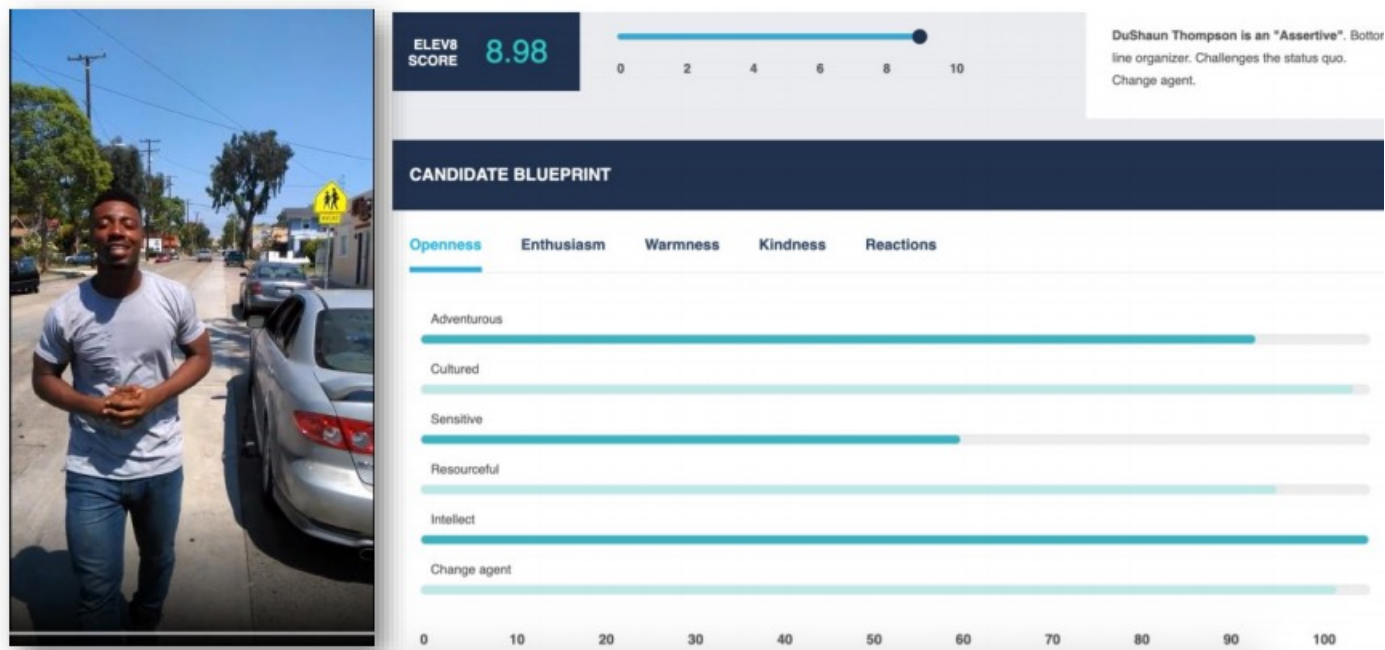 ELEV8
SCORE
8.98
0 2 4 6 8 10
DuShaun Thompson is an "Assertive". Bottor
line organizer. Challenges the status quo.
Change agent.
CANDIDATE BLUEPRINT
Openness Enthusiasm Warmness Kindness Reactions
Adventurous
Cultured
Sensitive
Resourceful
Intellect
Change agent
0 10 20 30 40 50 60 70 80 90 100